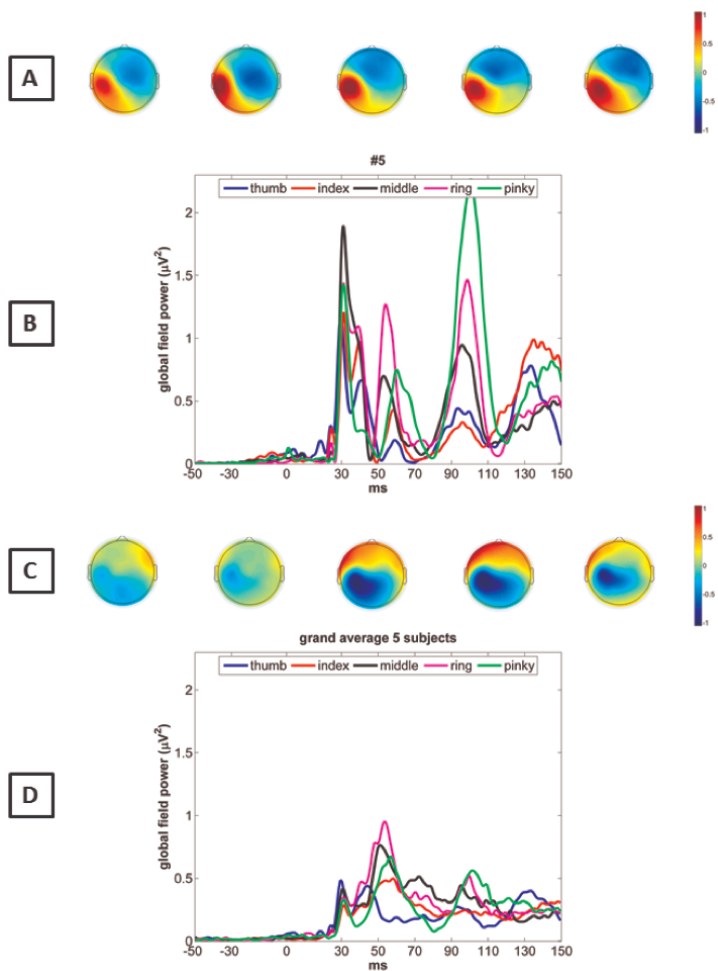 A
1
0.5
0
-0.5
-1
#5
B
thumb index middle ring pinky
global field power (µV²)
2
1.5
1
0.5
0
-50 -30 0 30 50 70 90 110 130 150
ms
C
1
0.5
0
-0.5
-1
grand average 5 subjects
D
thumb index middle ring pinky
global field power (µV²)
2
1.5
1
0.5
0
-50 -30 0 30 50 70 90 110 130 150
ms